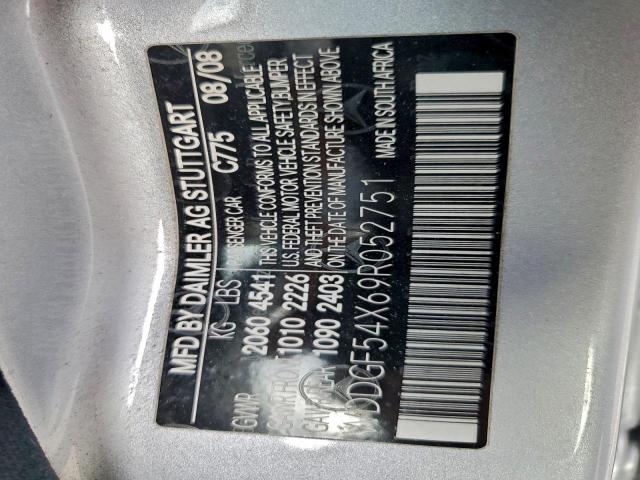 MFD BY DAIMLER AG STUTTGART
C775 08/08
KG LBS PASSENGER CAR
GVWR 2060 4541
1010 2226
1090 2403
THIS VEHICLE CONFORMS TO ALL APPLICABLE
U.S. FEDERAL MOTOR VEHICLE SAFETY BUMPER
AND THEFT PREVENTION STANDARDS IN EFFECT
ON THE DATE OF MANUFACTURE SHOWN ABOVE
DDGF54X69R052751
MADE IN SOUTH AFRICA